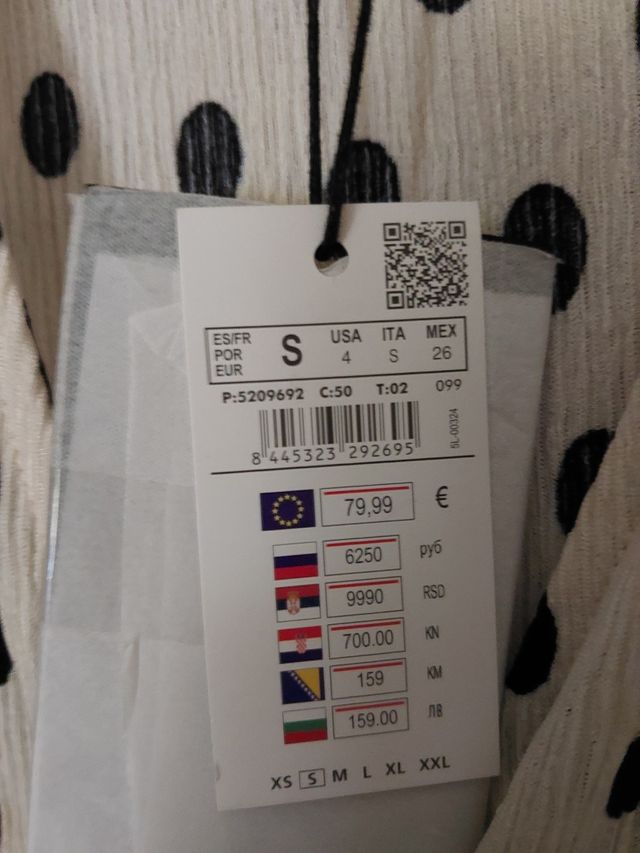 ES/FR POR EUR S USA 4 ITA S MEX 26
P:5209692 C:50 T:02 099
8 445323 292695
5L-00324
79,99 €
6250 руб
9990 RSD
700.00 KN
159 KM
159.00 ЛВ
XS S M L XL XXL